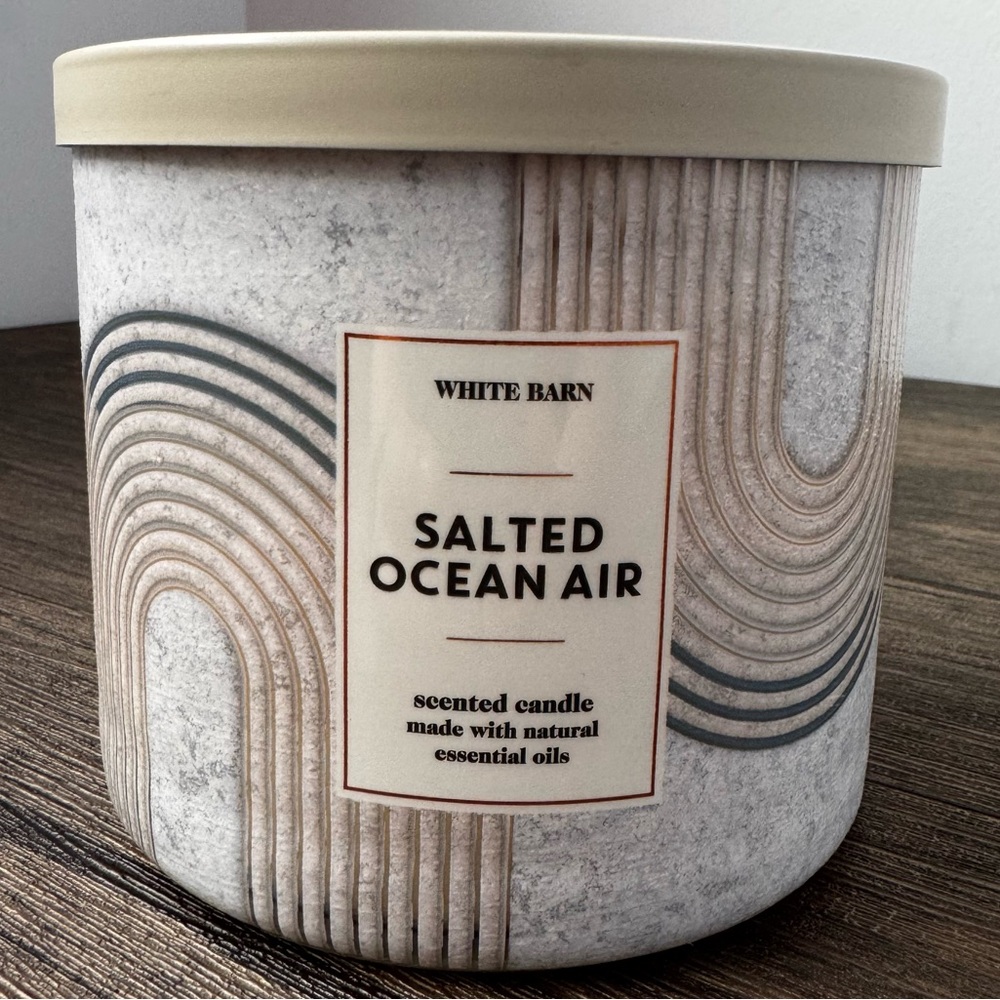 WHITE BARN
SALTED
OCEAN AIR
scented candle
made with natural
essential oils